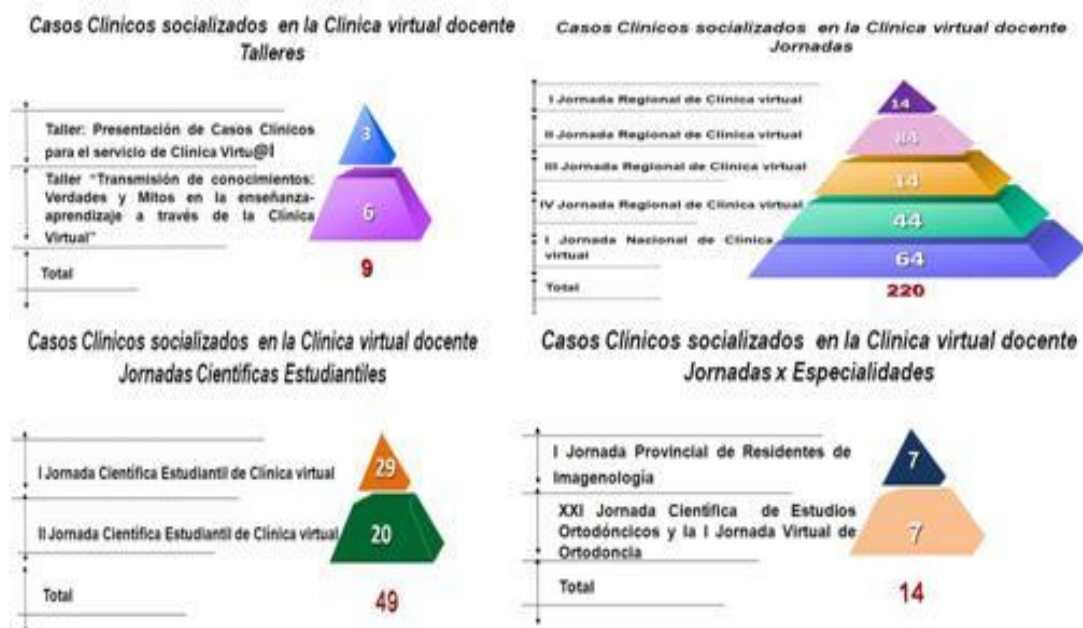 Casos Clínicos socializados en la Clínica virtual docente
Talleres
Taller: Presentación de Casos Clínicos
para el servicio de Clínica Virtu@l
3
Taller "Transmisión de conocimientos:
Verdades y Mitos en la enseñanza-
aprendizaje a través de la Clínica
Virtual"
6
Total
9
Casos Clínicos socializados en la Clínica virtual docente
Jornadas
I Jornada Regional de Clínica virtual
14
II Jornada Regional de Clínica virtual
84
III Jornada Regional de Clínica virtual
14
IV Jornada Regional de Clínica virtual
44
I Jornada Nacional de Clínica
virtual
64
Total
220
Casos Clínicos socializados en la Clínica virtual docente
Jornadas Científicas Estudiantiles
I Jornada Científica Estudiantil de Clínica virtual
29
II Jornada Científica Estudiantil de Clínica virtual
20
Total
49
Casos Clínicos socializados en la Clínica virtual docente
Jornadas x Especialidades
I Jornada Provincial de Residentes de
Imagenología
7
XXI Jornada Científica de Estudios
Ortodóncicos y la I Jornada Virtual de
Ortodoncia
7
Total
14